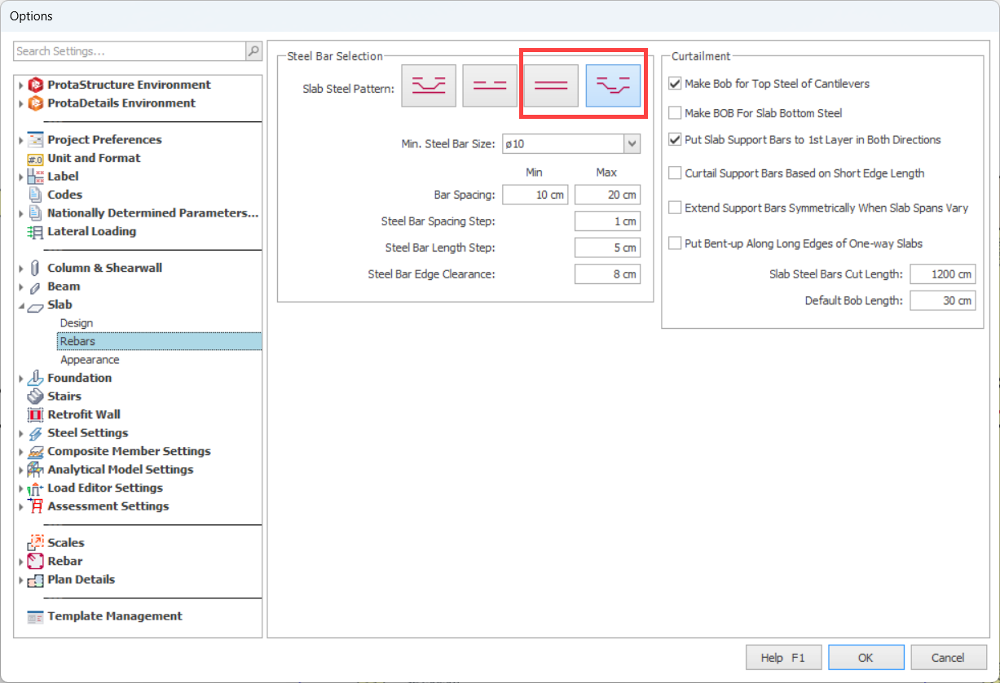 Options
Search Settings...
ProtaStructure Environment
ProtaDetails Environment
Project Preferences
Unit and Format
Label
Codes
Nationally Determined Parameters...
Lateral Loading
Column & Shearwall
Beam
Slab
Design
Rebars
Appearance
Foundation
Stairs
Retrofit Wall
Steel Settings
Composite Member Settings
Analytical Model Settings
Load Editor Settings
Assessment Settings
Scales
Rebar
Plan Details
Template Management
Steel Bar Selection
Slab Steel Pattern:
Min. Steel Bar Size: ø10
Min Max
Bar Spacing: 10 cm 20 cm
Steel Bar Spacing Step: 1 cm
Steel Bar Length Step: 5 cm
Steel Bar Edge Clearance: 8 cm
Curtailment
Make Bob for Top Steel of Cantilevers
Make BOB For Slab Bottom Steel
Put Slab Support Bars to 1st Layer in Both Directions
Curtail Support Bars Based on Short Edge Length
Extend Support Bars Symmetrically When Slab Spans Vary
Put Bent-up Along Long Edges of One-way Slabs
Slab Steel Bars Cut Length: 1200 cm
Default Bob Length: 30 cm
Help F1 OK Cancel